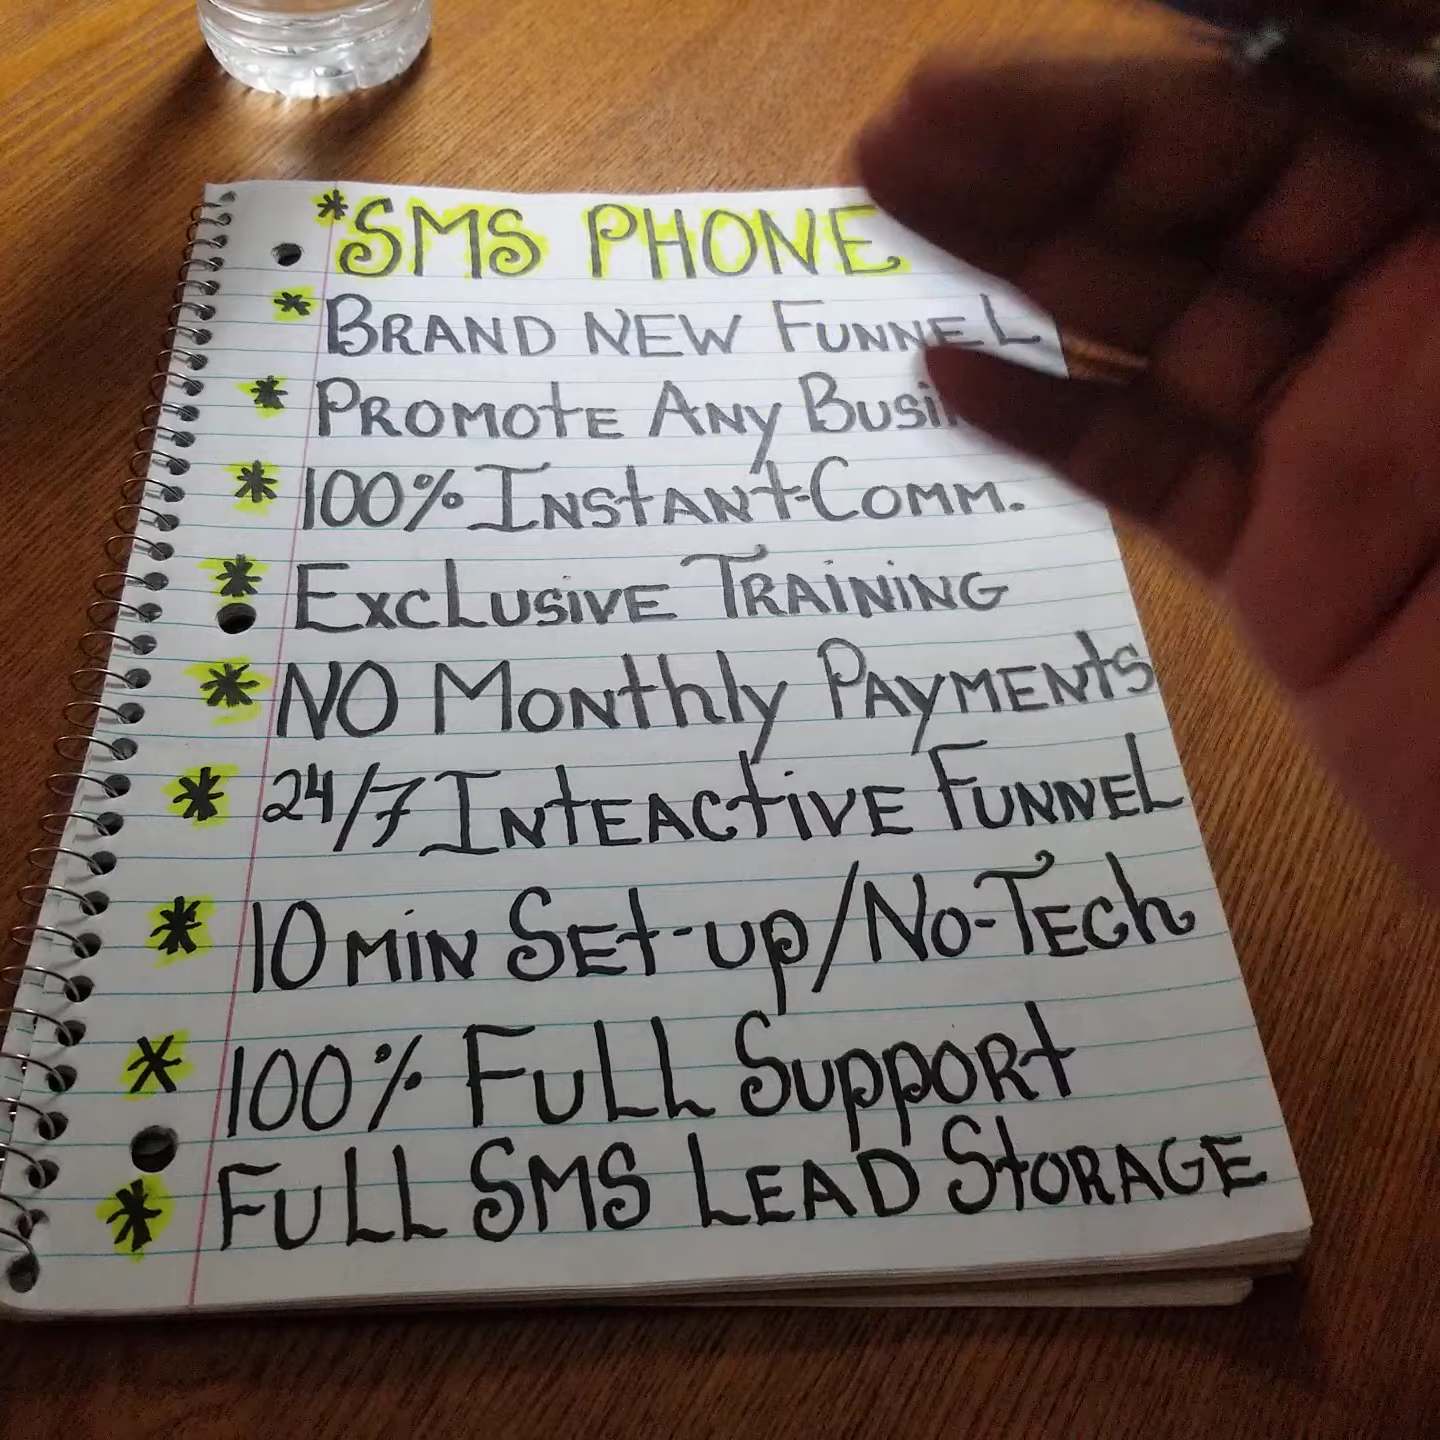 *SMS PHONE
* BRAND NEW FUNNEL
* PROMOTE ANY
* 100% INSTANT-COMM.
* EXCLUSIVE TRAINING
* NO MONTHLY PAYMENTS
* 24/7 INTEACTIVE FUNNEL
* 10 MIN SET-UP/NO-TECH
* 100% FULL SUPPORT
* FULL SMS LEAD STORAGE